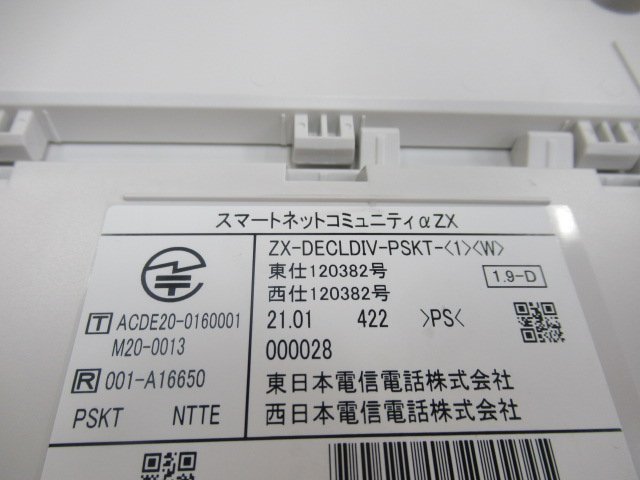 スマートネットコミュニティαZX
ZX-DECLDIV-PSKT-<1><W>
東仕120382号
1.9-D
西仕120382号
T ACDE20-0160001
21.01 422 >PS<
M20-0013
000028
R 001-A16650
東日本電信電話株式会社
PSKT NTTE
西日本電信電話株式会社